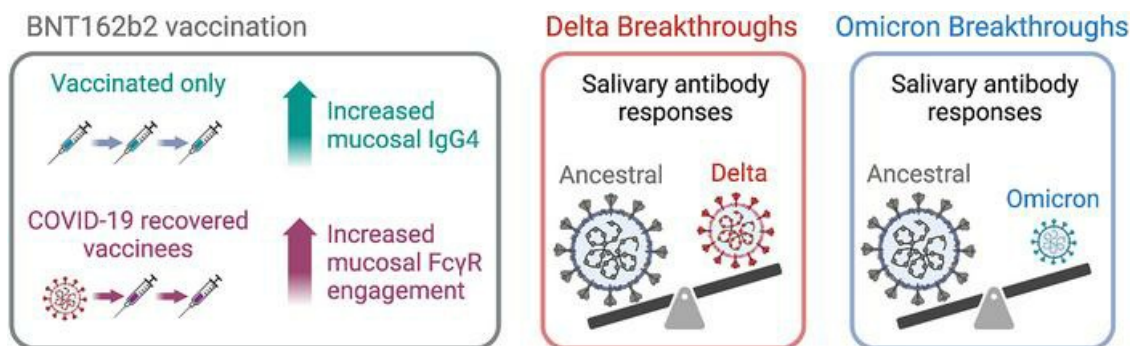 BNT162b2 vaccination
Vaccinated only
Increased
mucosal IgG4
COVID-19 recovered
vaccinees
Increased
mucosal FcγR
engagement
Delta Breakthroughs
Salivary antibody
responses
Ancestral
Delta
Omicron Breakthroughs
Salivary antibody
responses
Ancestral
Omicron